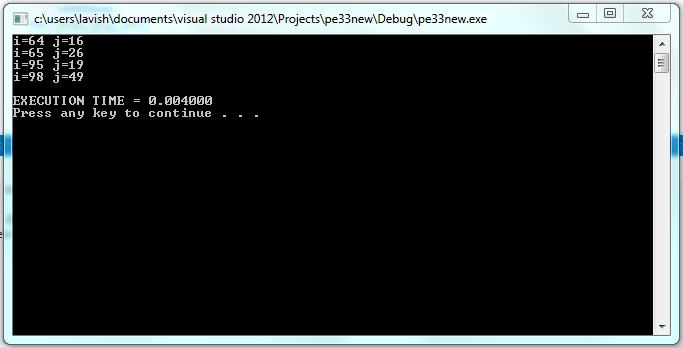 c:\users\lavish\documents\visual studio 2012\Projects\pe33new\Debug\pe33new.exe
i=64 j=16
i=65 j=26
i=95 j=19
i=98 j=49
EXECUTION TIME = 0.004000
Press any key to continue . . .